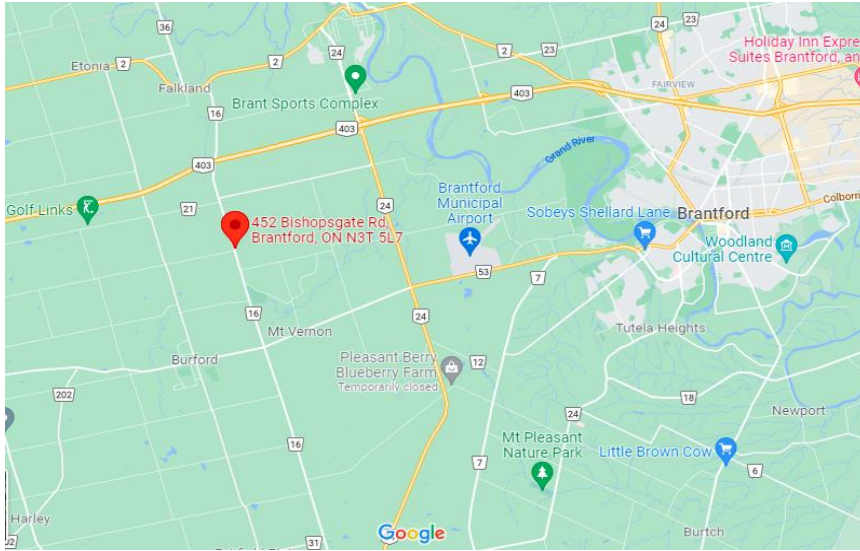 36
24
24
23
2
23
Holiday Inn Expre
Suites Brantford, an
Etonia
2
2
Falkland
FAIRVIEW
Brant Sports Complex
403
403
16
403
403
Grand River
Golf Links
21
24
Brantford
Municipal
Airport
452 Bishopsgate Rd,
Brantford, ON N3T 5L7
Sobeys Shellard Lane
Brantford
Colborn
Woodland
Cultural Centre
53
7
16
24
Mt Vernon
Tutela Heights
Burford
Pleasant Berry
Blueberry Farm
Temporarily closed
12
202
18
24
Newport
16
Mt Pleasant
Nature Park
Little Brown Cow
7
6
Harley
Google
Burtch
31